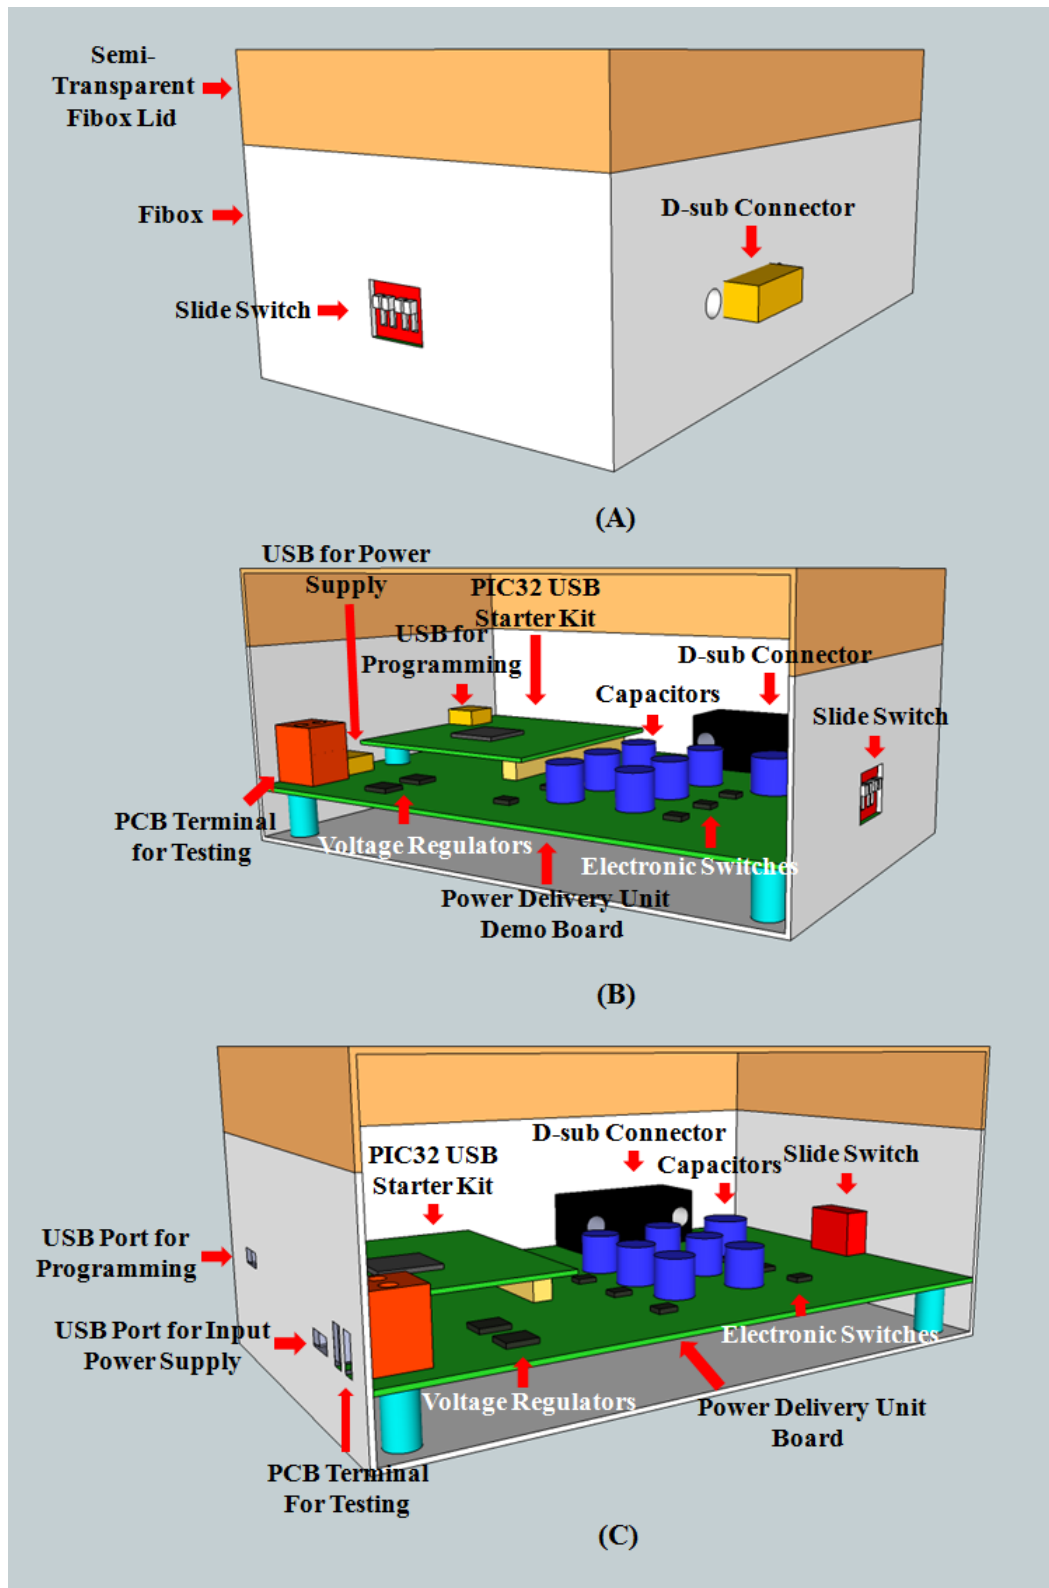 Semi-
Transparent
Fibox Lid
Fibox
D-sub Connector
Slide Switch
(A)
USB for Power
Supply
PIC32 USB
Starter Kit
USB for
Programming
D-sub Connector
Capacitors
Slide Switch
PCB Terminal
for Testing
Voltage Regulators
Electronic Switches
Power Delivery Unit
Demo Board
(B)
D-sub Connector
PIC32 USB
Starter Kit
Capacitors
Slide Switch
USB Port for
Programming
USB Port for Input
Power Supply
Electronic Switches
Voltage Regulators
Power Delivery Unit
Board
PCB Terminal
For Testing
(C)